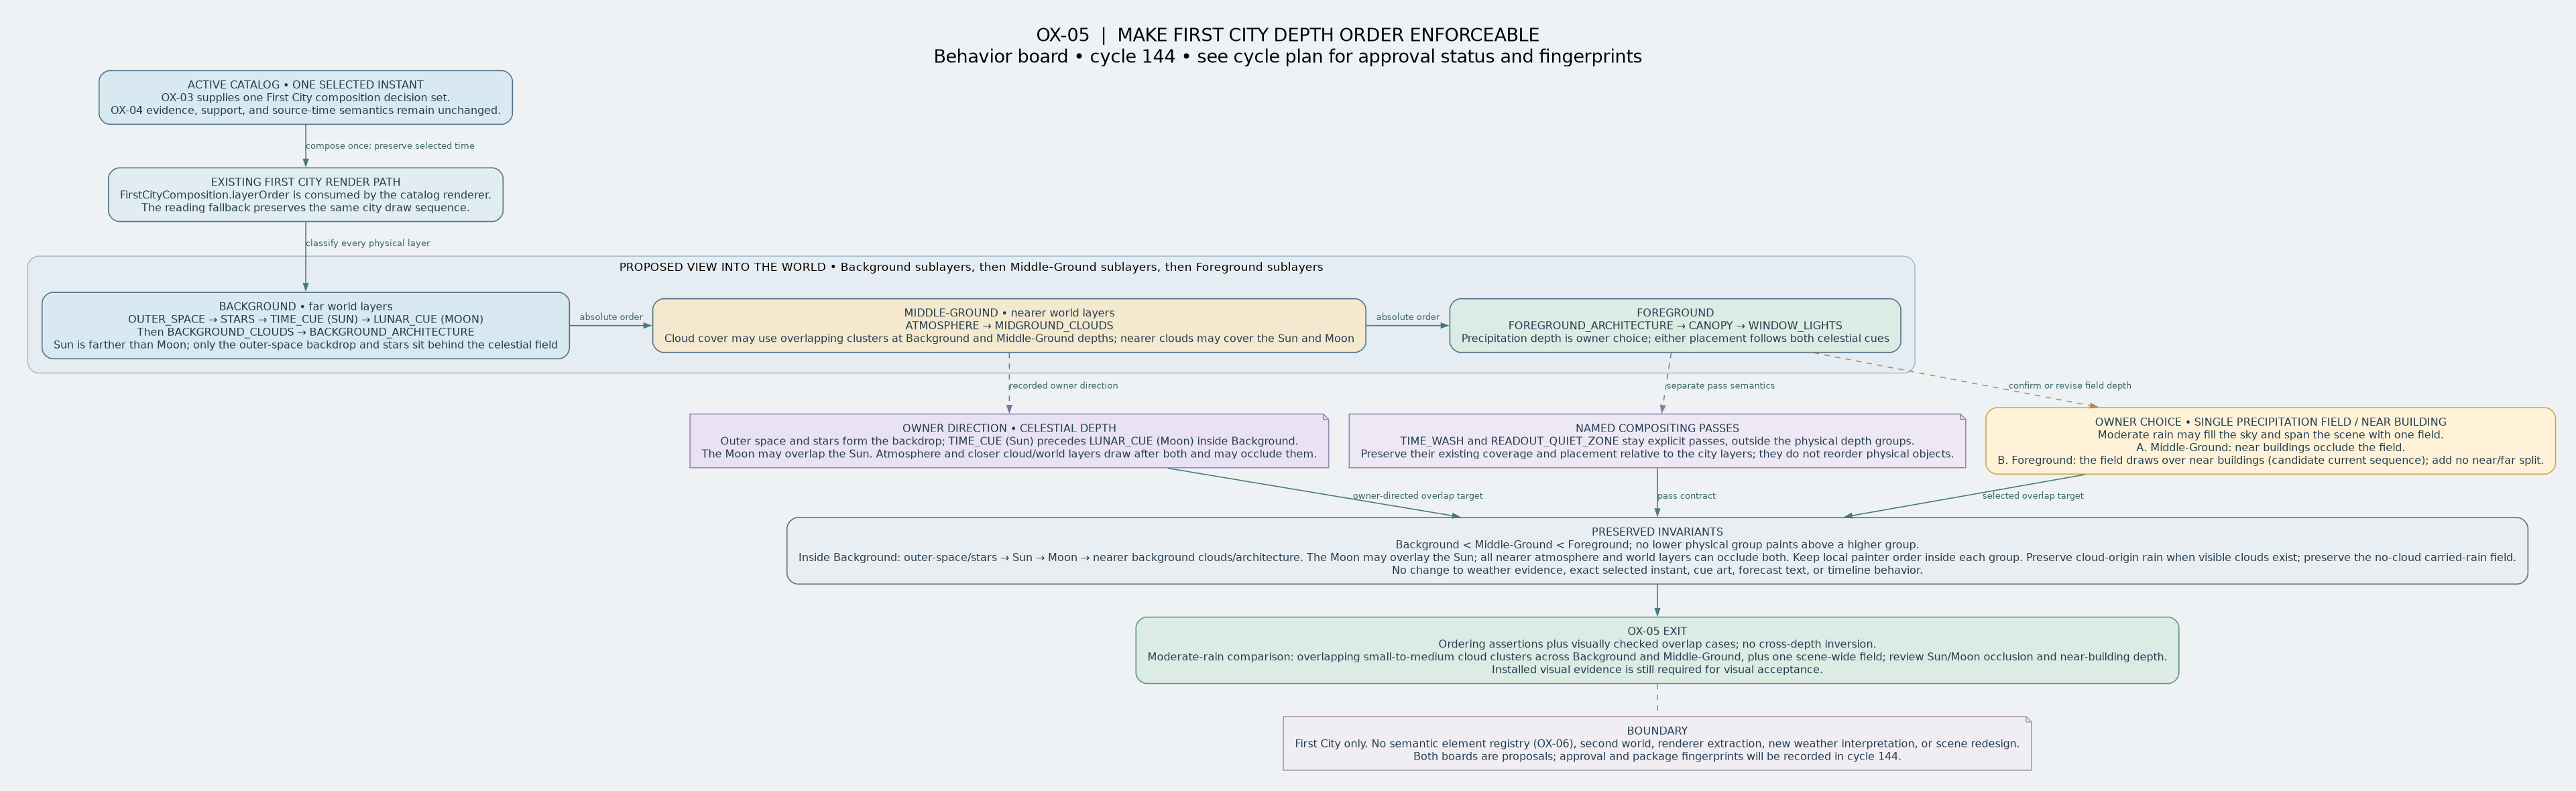 OX-05 | MAKE FIRST CITY DEPTH ORDER ENFORCEABLE
Behavior board • cycle 144 • see cycle plan for approval status and fingerprints
ACTIVE CATALOG • ONE SELECTED INSTANT
OX-03 supplies one First City composition decision set.
OX-04 evidence, support, and source-time semantics remain unchanged.
compose once; preserve selected time
EXISTING FIRST CITY RENDER PATH
FirstCityComposition.layerOrder is consumed by the catalog renderer.
The reading fallback preserves the same city draw sequence.
classify every physical layer
PROPOSED VIEW INTO THE WORLD • Background sublayers, then Middle-Ground sublayers, then Foreground sublayers
BACKGROUND • far world layers
OUTER_SPACE → STARS → TIME_CUE (SUN) → LUNAR_CUE (MOON)
Then BACKGROUND_CLOUDS → BACKGROUND_ARCHITECTURE
Sun is farther than Moon; only the outer-space backdrop and stars sit behind the celestial field
absolute order
MIDDLE-GROUND • nearer world layers
ATMOSPHERE → MIDGROUND_CLOUDS
Cloud cover may use overlapping clusters at Background and Middle-Ground depths; nearer clouds may cover the Sun and Moon
absolute order
FOREGROUND
FOREGROUND_ARCHITECTURE → CANOPY → WINDOW_LIGHTS
Precipitation depth is owner choice; either placement follows both celestial cues
recorded owner direction
separate pass semantics
confirm or revise field depth
OWNER DIRECTION • CELESTIAL DEPTH
Outer space and stars form the backdrop; TIME_CUE (Sun) precedes LUNAR_CUE (Moon) inside Background.
The Moon may overlap the Sun. Atmosphere and closer cloud/world layers draw after both and may occlude them.
NAMED COMPOSITING PASSES
TIME_WASH and READOUT_QUIET_ZONE stay explicit passes, outside the physical depth groups.
Preserve their existing coverage and placement relative to the city layers; they do not reorder physical objects.
OWNER CHOICE • SINGLE PRECIPITATION FIELD / NEAR BUILDING
Moderate rain may fill the sky and span the scene with one field.
A. Middle-Ground: near buildings occlude the field.
B. Foreground: the field draws over near buildings (candidate current sequence); add no near/far split.
owner-directed overlap target
pass contract
selected overlap target
PRESERVED INVARIANTS
Background < Middle-Ground < Foreground; no lower physical group paints above a higher group.
Inside Background: outer-space/stars → Sun → Moon → nearer background clouds/architecture. The Moon may overlay the Sun; all nearer atmosphere and world layers can occlude both. Keep local painter order inside each group. Preserve cloud-origin rain when visible clouds exist; preserve the no-cloud carried-rain field.
No change to weather evidence, exact selected instant, cue art, forecast text, or timeline behavior.
OX-05 EXIT
Ordering assertions plus visually checked overlap cases; no cross-depth inversion.
Moderate-rain comparison: overlapping small-to-medium cloud clusters across Background and Middle-Ground, plus one scene-wide field; review Sun/Moon occlusion and near-building depth.
Installed visual evidence is still required for visual acceptance.
BOUNDARY
First City only. No semantic element registry (OX-06), second world, renderer extraction, new weather interpretation, or scene redesign.
Both boards are proposals; approval and package fingerprints will be recorded in cycle 144.